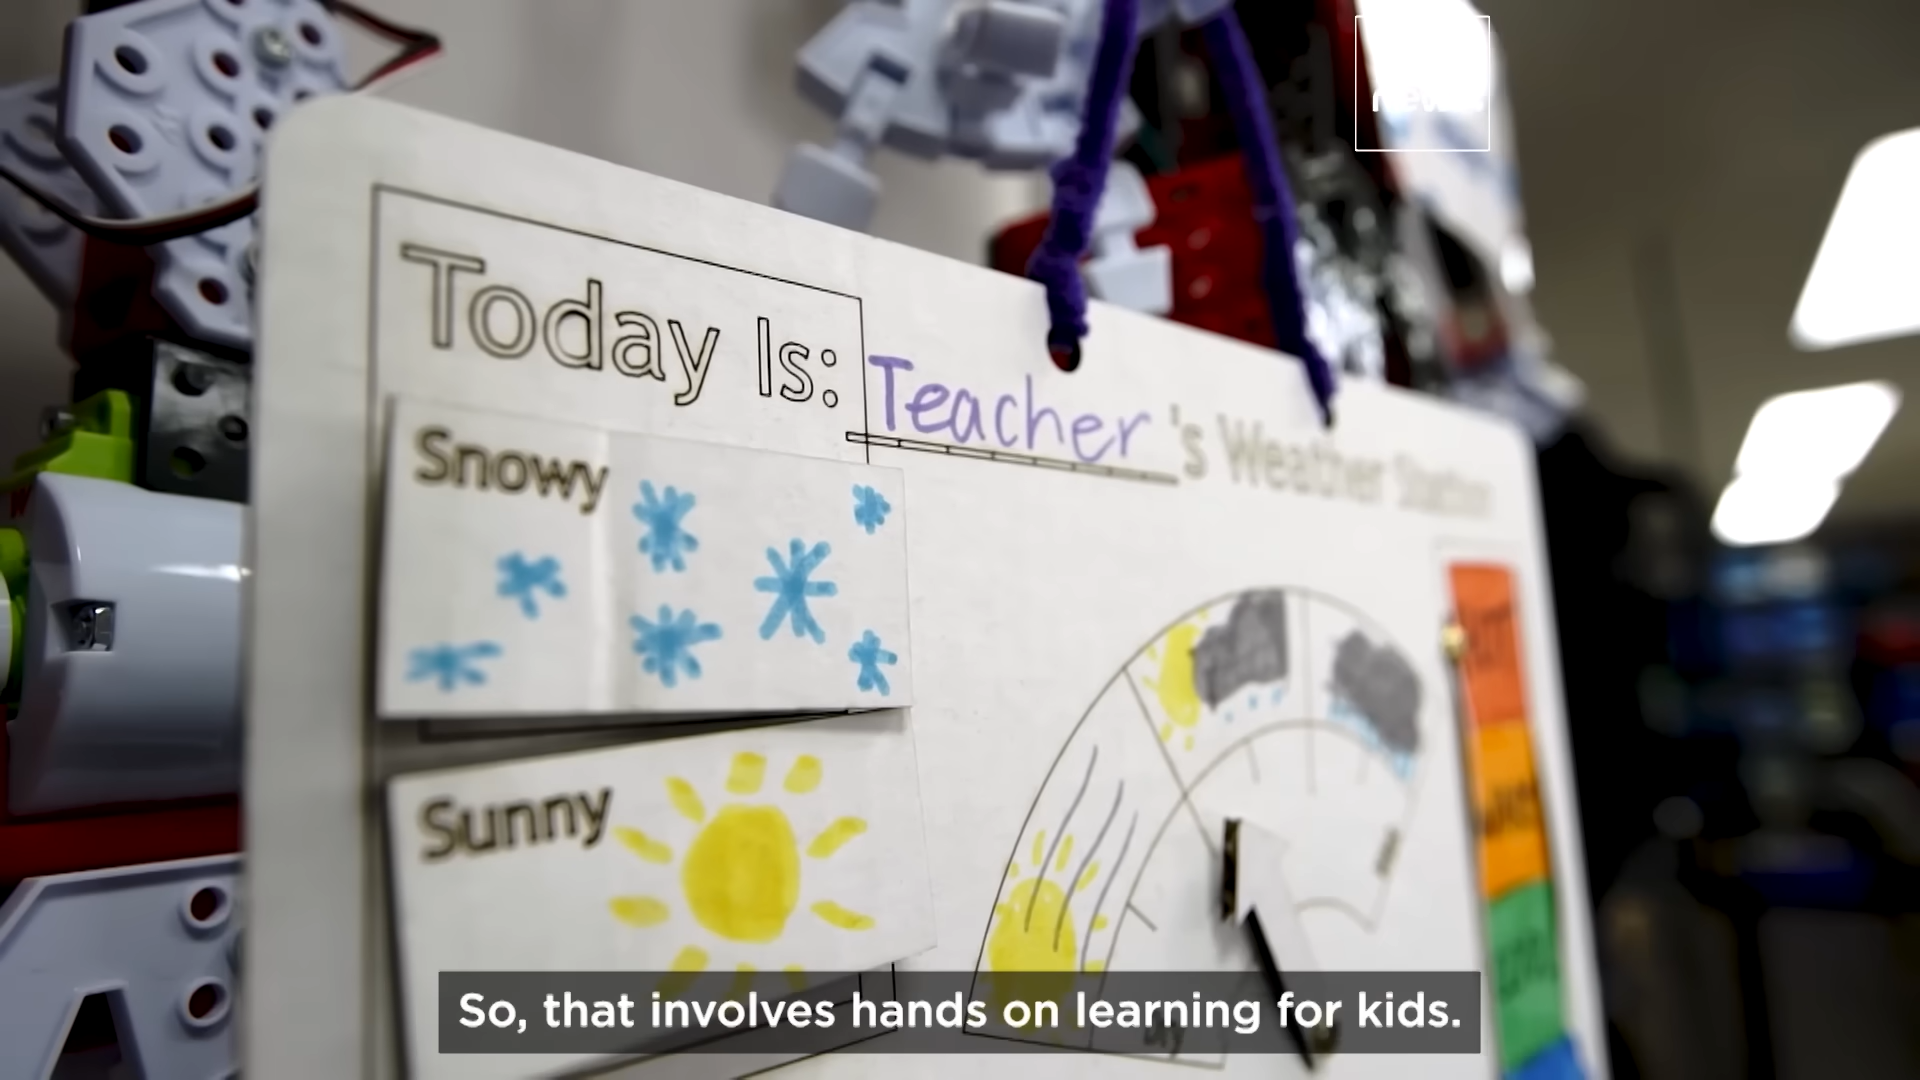 Today Is:
Teacher's Weather Station
Snowy
Sunny
So, that involves hands on learning for kids.